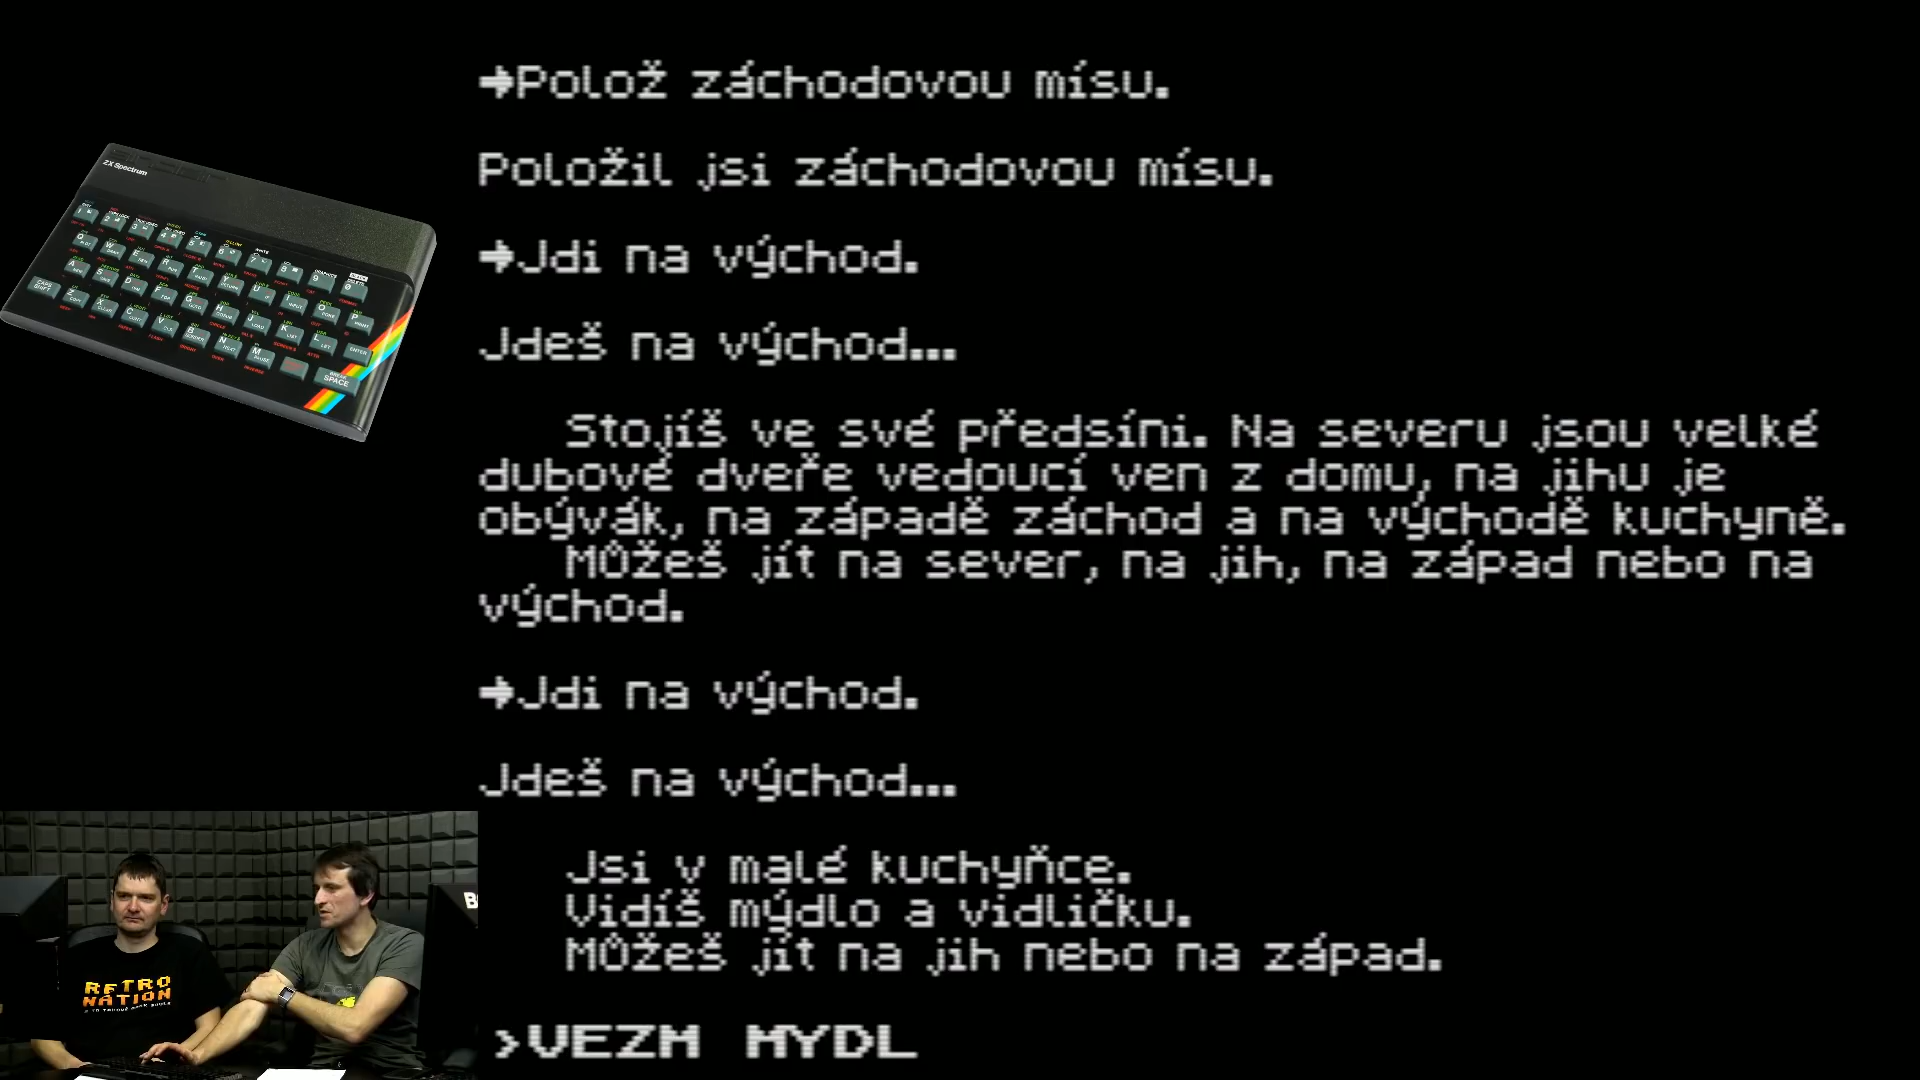 ➔Polož záchodovou mísu.
Položil jsi záchodovou mísu.
➔Jdi na východ.
Jdeš na východ...
Stojíš ve své předsíni. Na severu jsou velké
dubové dveře vedoucí ven z domu, na jihu je
obývák, na západě záchod a na východě kuchyně.
Můžeš jít na sever, na jih, na západ nebo na
východ.
➔Jdi na východ.
Jdeš na východ...
Jsi v malé kuchyňce.
Vidíš mýdlo a vidličku.
Můžeš jít na jih nebo na západ.
>VEZM MYDL
ZX Spectrum
RETRO
NATION